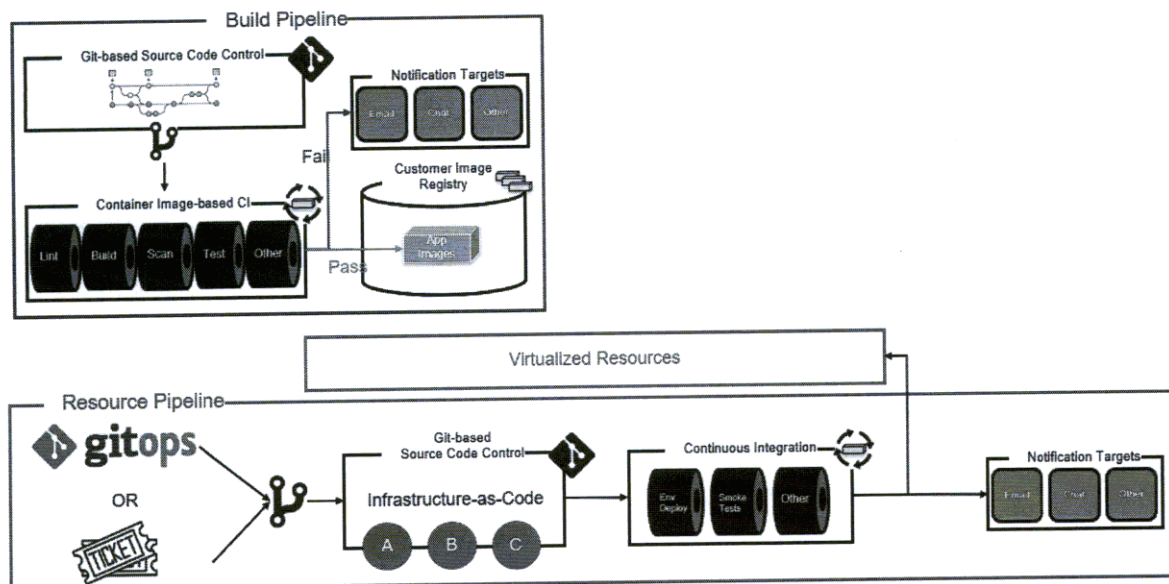 Build Pipeline
Git-based Source Code Control
Notification Targets
Email
Chat
Other
Fail
Customer Image
Registry
Container Image-based CI
Lint
Build
Scan
Test
Other
App
Images
Pass
Virtualized Resources
Resource Pipeline
gitops
OR
TICKET
Git-based
Source Code Control
Infrastructure-as-Code
A
B
C
Continuous Integration
Env
Deploy
Smoke
Tests
Other
Notification Targets
Email
Chat
Other